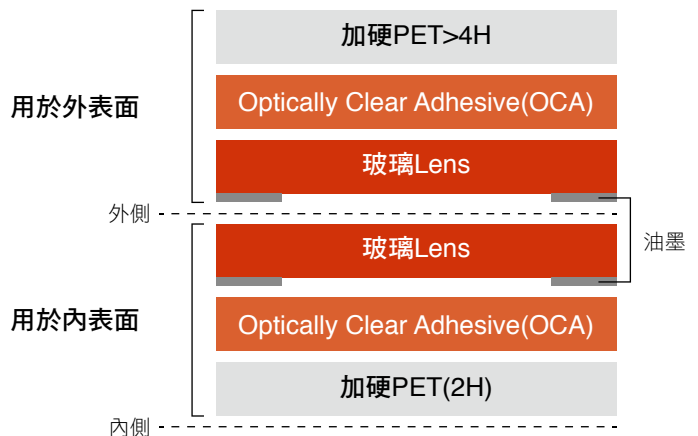 加硬PET>4H
用於外表面
Optically Clear Adhesive(OCA)
玻璃Lens
外側
玻璃Lens
油墨
用於內表面
Optically Clear Adhesive(OCA)
加硬PET(2H)
內側